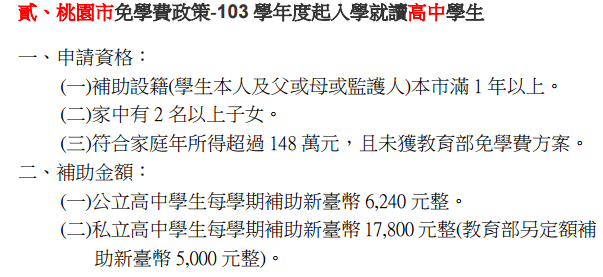 貳、桃園市免學費政策-103 學年度起入學就讀高中學生
一、申請資格：
(一)補助設籍(學生本人及父或母或監護人)本市滿 1 年以上。
(二)家中有 2 名以上子女。
(三)符合家庭年所得超過 148 萬元，且未獲教育部免學費方案。
二、補助金額：
(一)公立高中學生每學期補助新臺幣 6,240 元整。
(二)私立高中學生每學期補助新臺幣 17,800 元整(教育部另定額補
助新臺幣 5,000 元整)。